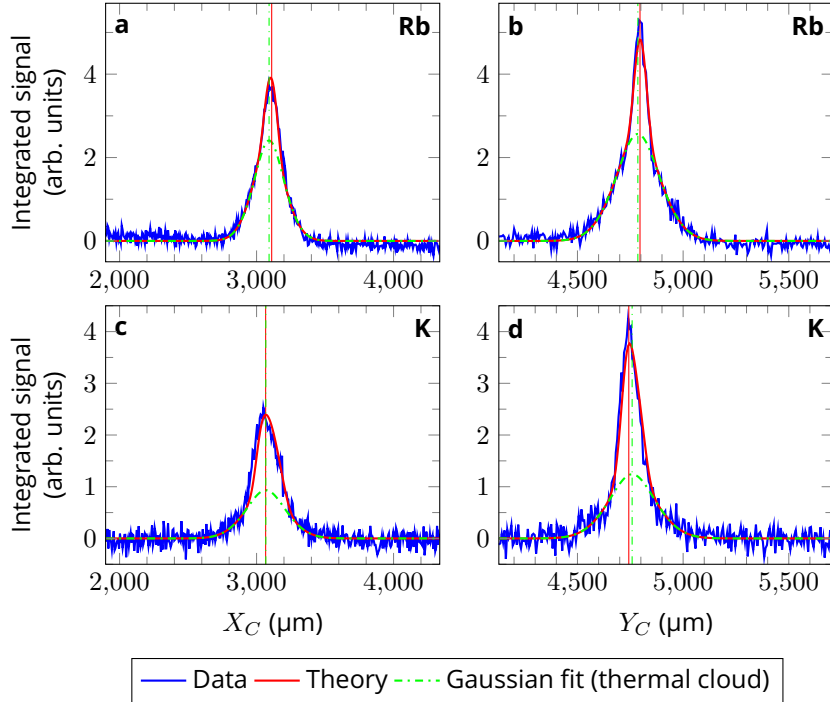 a Rb
b Rb
Integrated signal
(arb. units)
4
2
0
2,000 3,000 4,000
4
2
0
4,500 5,000 5,500
c K
d K
Integrated signal
(arb. units)
4
3
2
1
0
2,000 3,000 4,000
4
3
2
1
0
4,500 5,000 5,500
X_C (μm)
Y_C (μm)
Data Theory Gaussian fit (thermal cloud)